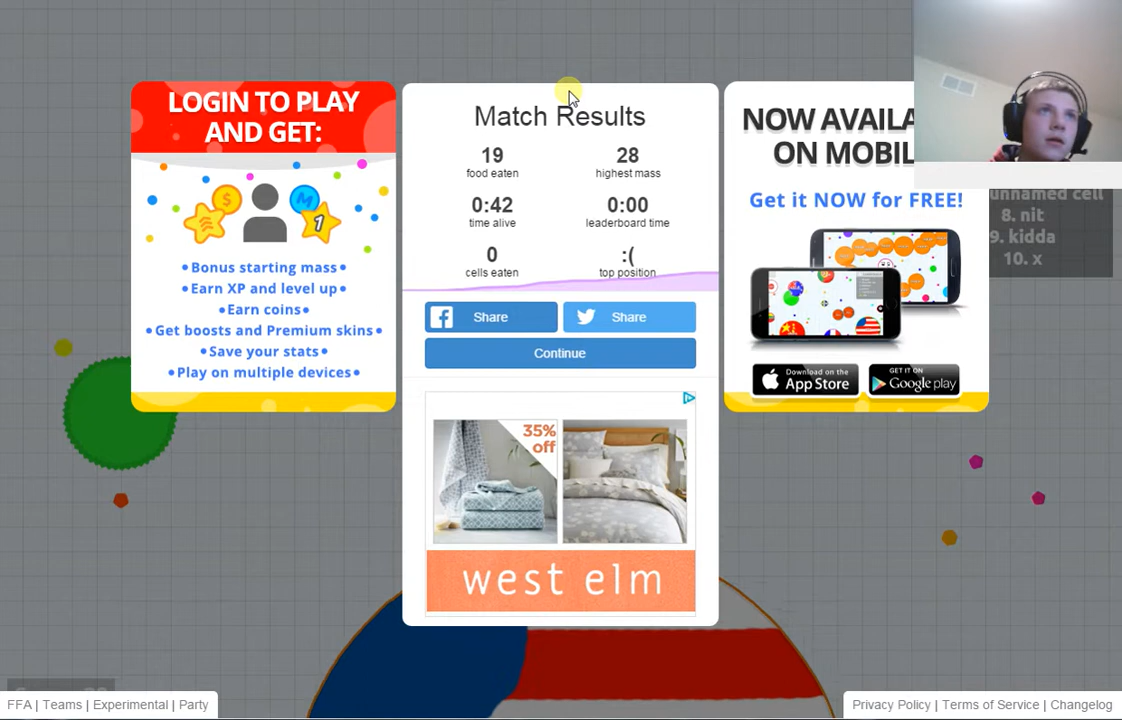 LOGIN TO PLAY
AND GET:
•Bonus starting mass•
•Earn XP and level up•
•Earn coins•
•Get boosts and Premium skins•
•Save your stats•
•Play on multiple devices•
Match Results
19
food eaten
28
highest mass
0:42
time alive
0:00
leaderboard time
0
cells eaten
:(
top position
Share
Share
Continue
35%
off
west elm
NOW AVAILA
ON MOBIL
Get it NOW for FREE!
Download on the
App Store
GET IT ON
Google play
unnamed cell
8. nit
9. kidda
10. x
FFA | Teams | Experimental | Party
Privacy Policy | Terms of Service | Changelog